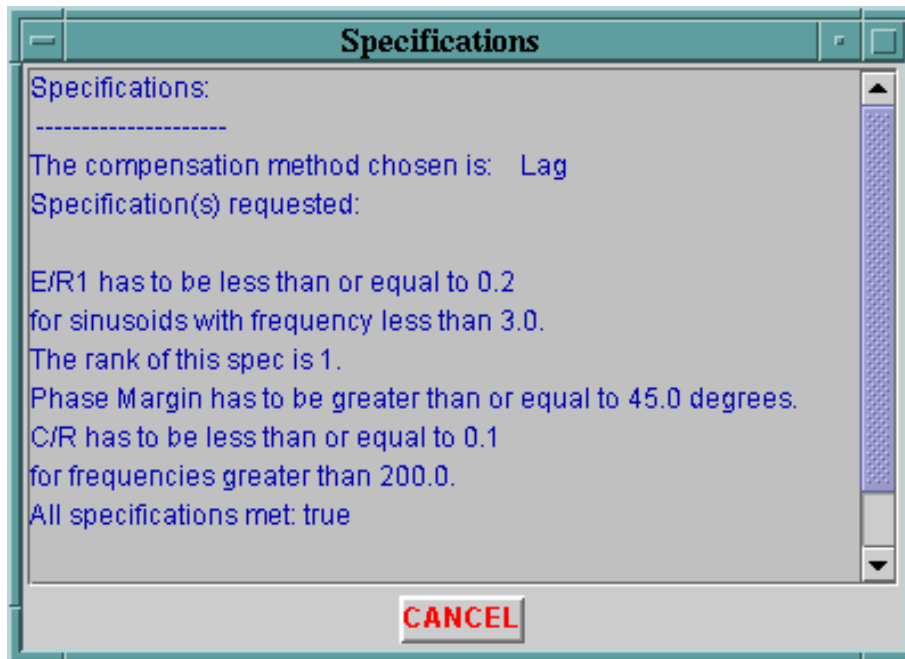 Specifications
Specifications:
---------------------
The compensation method chosen is: Lag
Specification(s) requested:
E/R1 has to be less than or equal to 0.2
for sinusoids with frequency less than 3.0.
The rank of this spec is 1.
Phase Margin has to be greater than or equal to 45.0 degrees.
C/R has to be less than or equal to 0.1
for frequencies greater than 200.0.
All specifications met: true
CANCEL